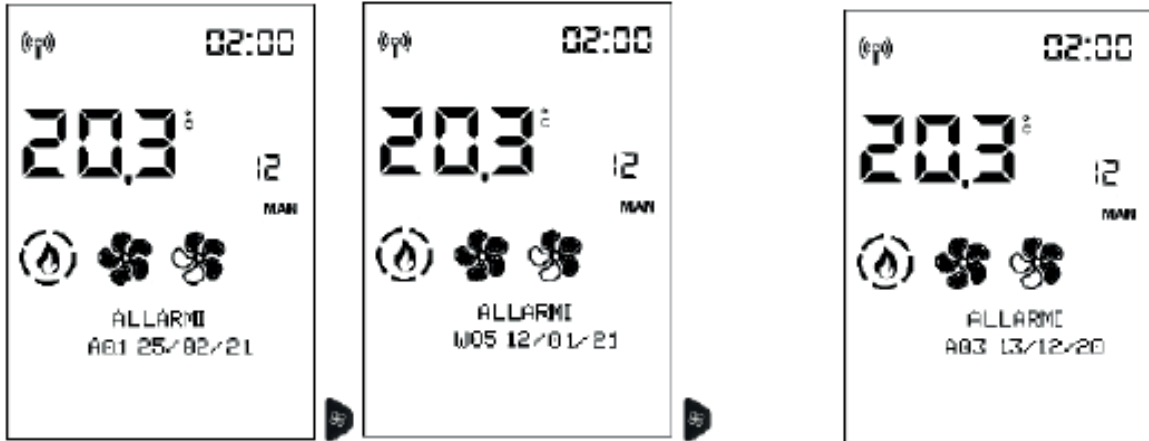 02:00
20,3 °C
12
MAN
ALLARMI
A01 25/02/21
02:00
20,3 °C
12
MAN
ALLARMI
W05 12/01/21
02:00
20,3 °C
12
MAN
ALLARMI
A03 13/12/20